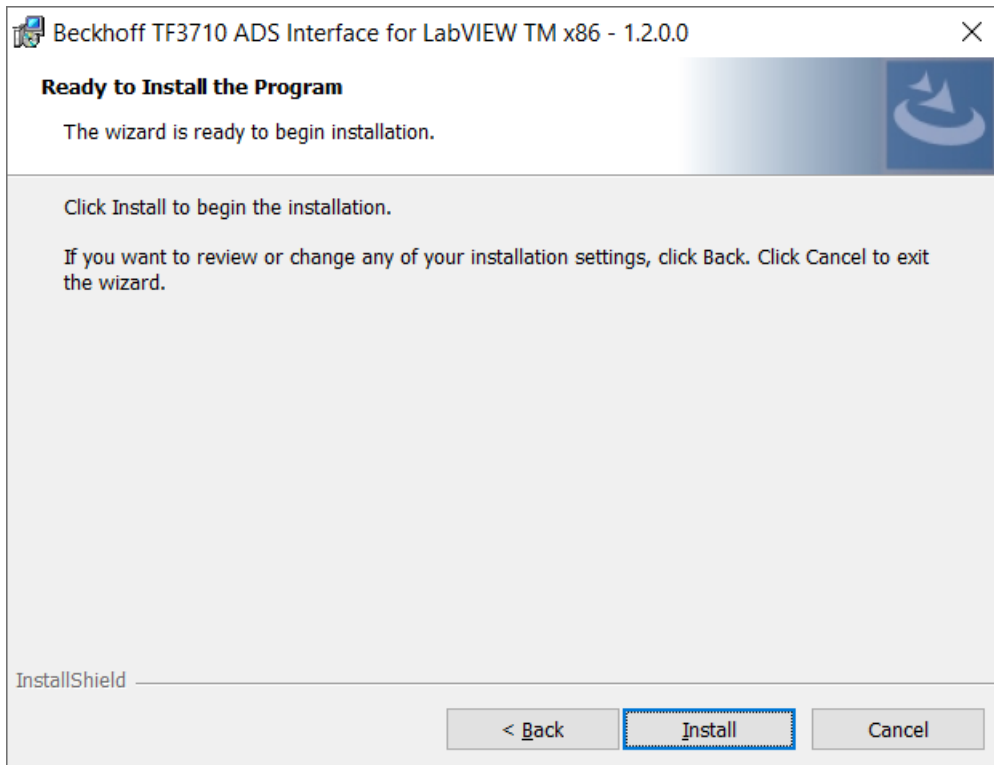 Beckhoff TF3710 ADS Interface for LabVIEW TM x86 - 1.2.0.0
Ready to Install the Program
The wizard is ready to begin installation.
Click Install to begin the installation.
If you want to review or change any of your installation settings, click Back. Click Cancel to exit
the wizard.
InstallShield
< Back Install Cancel